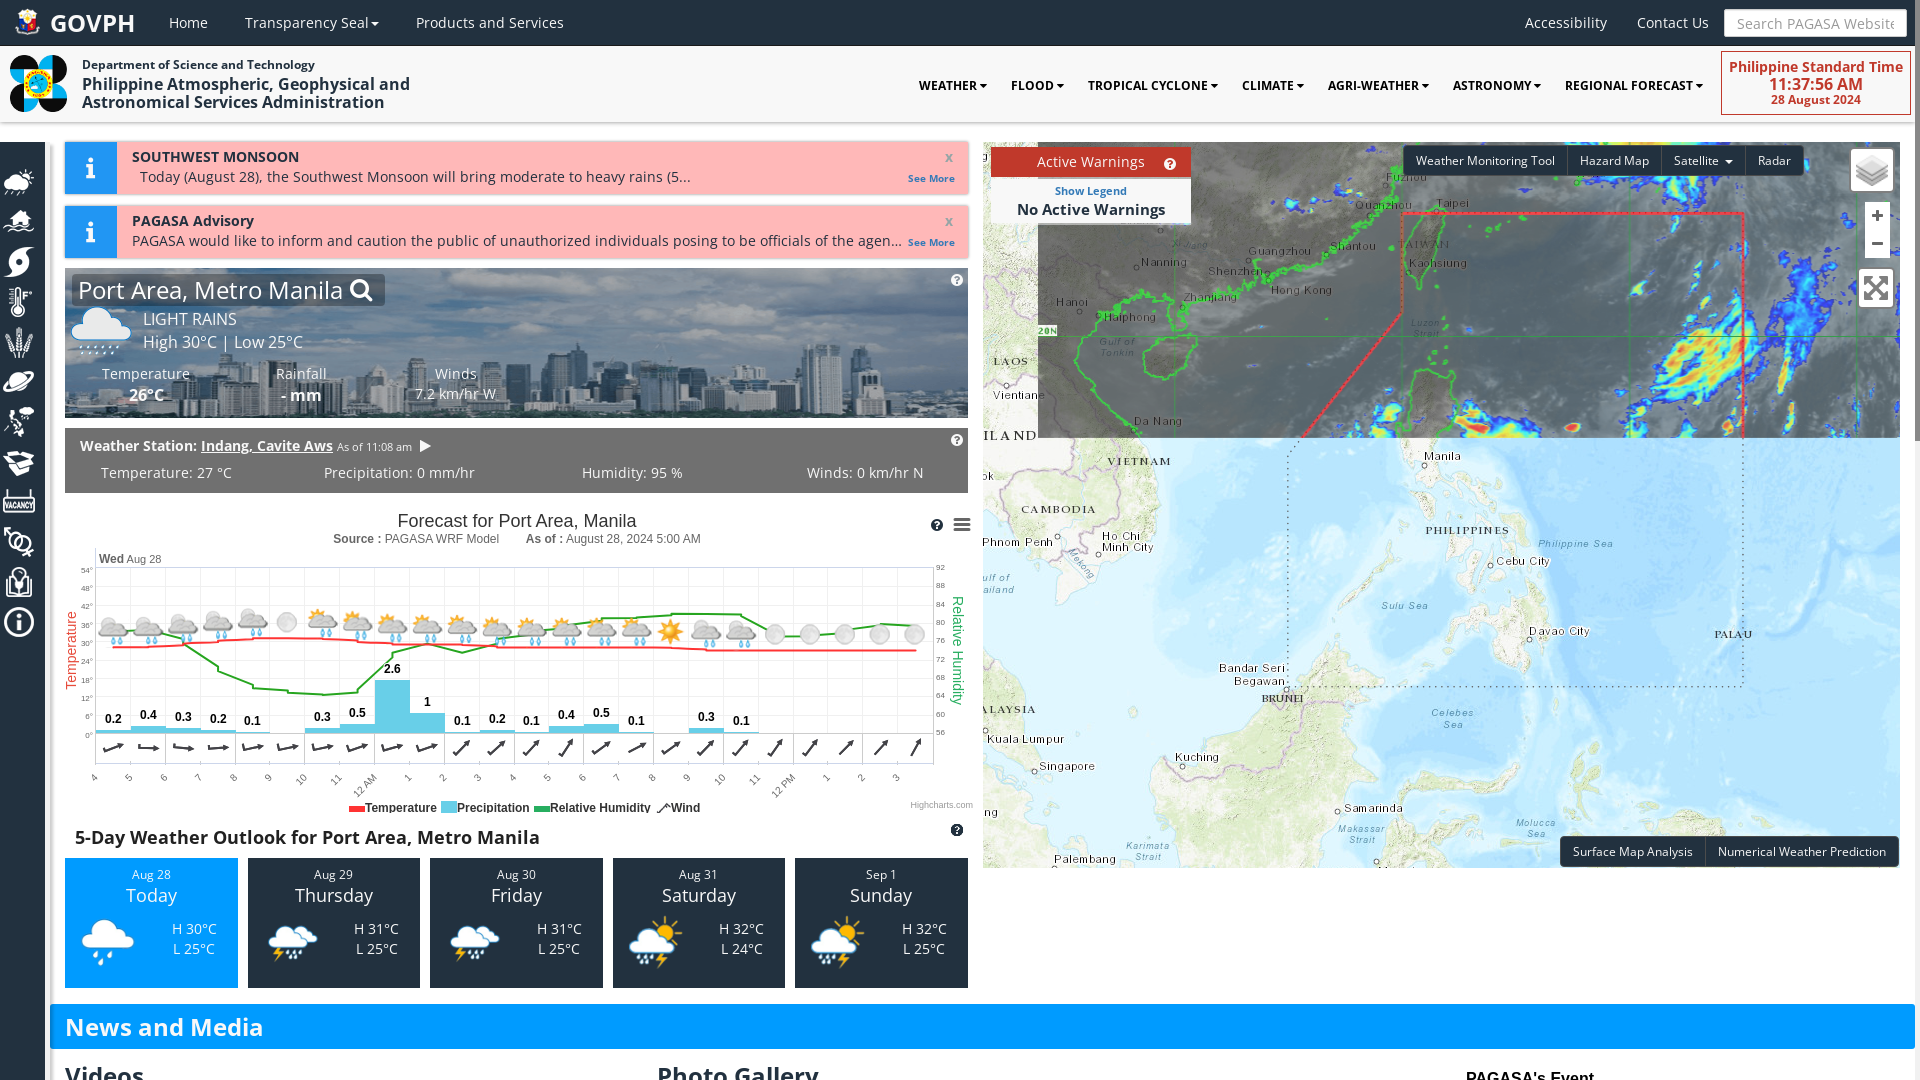 GOVPH
Home
Transparency Seal
Products and Services
Accessibility
Contact Us
Search PAGASA Website
Department of Science and Technology
Philippine Atmospheric, Geophysical and
Astronomical Services Administration
WEATHER
FLOOD
TROPICAL CYCLONE
CLIMATE
AGRI-WEATHER
ASTRONOMY
REGIONAL FORECAST
Philippine Standard Time
11:37:56 AM
28 August 2024
SOUTHWEST MONSOON
x
Today (August 28), the Southwest Monsoon will bring moderate to heavy rains (5...
See More
PAGASA Advisory
x
PAGASA would like to inform and caution the public of unauthorized individuals posing to be officials of the agen...
See More
Port Area, Metro Manila
LIGHT RAINS
High 30°C | Low 25°C
Temperature
26°C
Rainfall
- mm
Winds
7.2 km/hr W
Weather Station: Indang, Cavite Aws As of 11:08 am
Temperature: 27 °C
Precipitation: 0 mm/hr
Humidity: 95 %
Winds: 0 km/hr N
Forecast for Port Area, Manila
Source : PAGASA WRF Model As of : August 28, 2024 5:00 AM
Wed Aug 28
54°
48°
42°
36°
30°
24°
18°
12°
6°
0°
Temperature
92
88
84
80
76
72
68
64
60
56
Relative Humidity
0.2
0.4
0.3
0.2
0.1
0.3
0.5
2.6
1
0.1
0.2
0.1
0.4
0.5
0.1
0.3
0.1
4
5
6
7
8
9
10
11
12 AM
1
2
3
4
5
6
7
8
9
10
11
12 PM
1
2
3
Temperature
Precipitation
Relative Humidity
Wind
Highcharts.com
5-Day Weather Outlook for Port Area, Metro Manila
Aug 28
Today
H 30°C
L 25°C
Aug 29
Thursday
H 31°C
L 25°C
Aug 30
Friday
H 31°C
L 25°C
Aug 31
Saturday
H 32°C
L 24°C
Sep 1
Sunday
H 32°C
L 25°C
VACANCY
Active Warnings
Show Legend
No Active Warnings
Weather Monitoring Tool
Hazard Map
Satellite
Radar
+
−
Fuzhou
Quanzhou
Taipei
Shantou
TAIWAN
Guangzhou
Kaohsiung
Nanning
Shenzhen
Hong Kong
Zhanjiang
Hanoi
Haiphong
20N
Luzon
Strait
Gulf of
Tonkin
LAOS
Vientiane
Da Nang
ILAND
VIETNAM
Manila
ok
CAMBODIA
PHILIPPINES
Phnom Penh
Ho Chi
Minh City
Mekong
Philippine Sea
Cebu City
ulf of
ailand
Sulu Sea
Davao City
PALAU
Bandar Seri
Begawan
BRUNEI
ALAYSIA
Celebes
Sea
Kuala Lumpur
Kuching
Singapore
Samarinda
ng
Makassar
Strait
Molucca
Sea
Karimata
Strait
Palembang
Surface Map Analysis
Numerical Weather Prediction
News and Media
Videos
Photo Gallery
PAGASA's Event